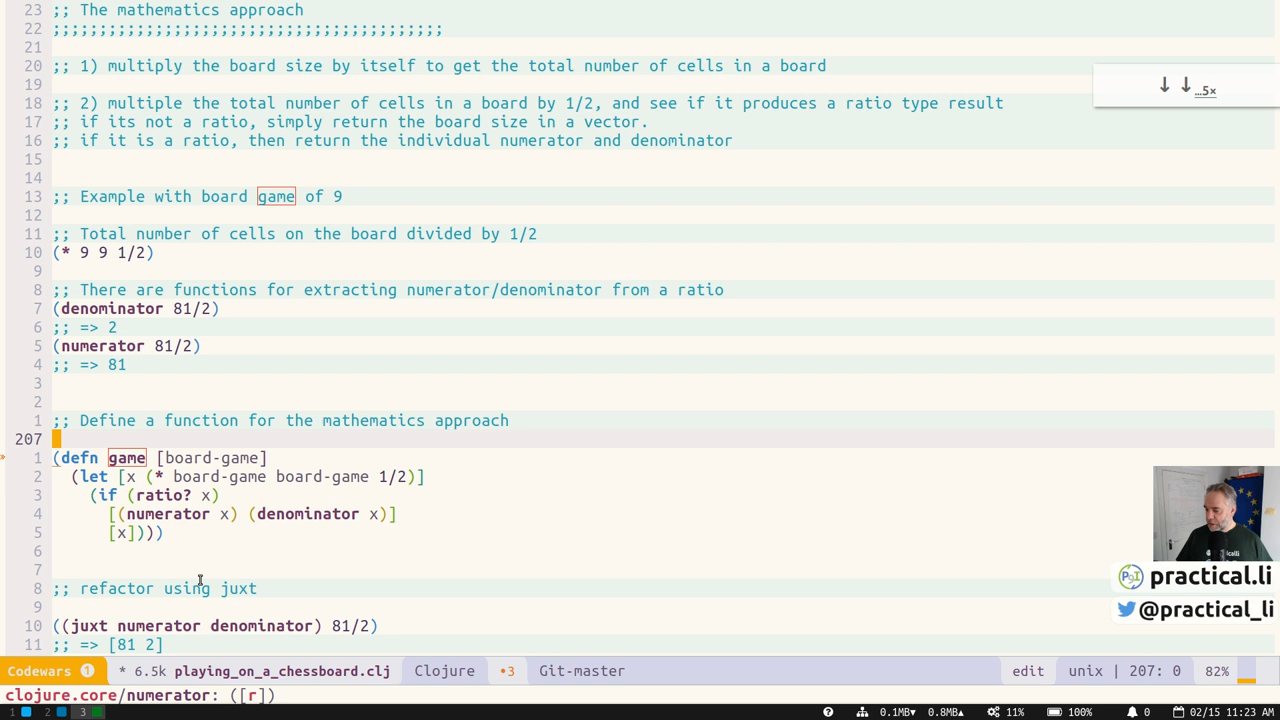 23 ;; The mathematics approach
22 ;;;;;;;;;;;;;;;;;;;;;;;;;;;;;;;;;;;;;;;;;;
21
20 ;; 1) multiply the board size by itself to get the total number of cells in a board
19
18 ;; 2) multiple the total number of cells in a board by 1/2, and see if it produces a ratio type result
17 ;; if its not a ratio, simply return the board size in a vector.
16 ;; if it is a ratio, then return the individual numerator and denominator
15
14
13 ;; Example with board game of 9
12
11 ;; Total number of cells on the board divided by 1/2
10 (* 9 9 1/2)
9
8 ;; There are functions for extracting numerator/denominator from a ratio
7 (denominator 81/2)
6 ;; => 2
5 (numerator 81/2)
4 ;; => 81
3
2
1 ;; Define a function for the mathematics approach
207
1 (defn game [board-game]
2 (let [x (* board-game board-game 1/2)]
3 (if (ratio? x)
4 [(numerator x) (denominator x)]
5 [x])))
6
7
8 ;; refactor using juxt
9
10 ((juxt numerator denominator) 81/2)
11 ;; => [81 2]
↓ ↓ …5×
practical.li
@practical_li
Codewars 1 * 6.5k playing_on_a_chessboard.clj Clojure •3 Git-master edit unix | 207: 0 82%
clojure.core/numerator: ([r])
1 2 3 0.1MB▾ 0.8MB▴ 11% 100% 0 02/15 11:23 AM